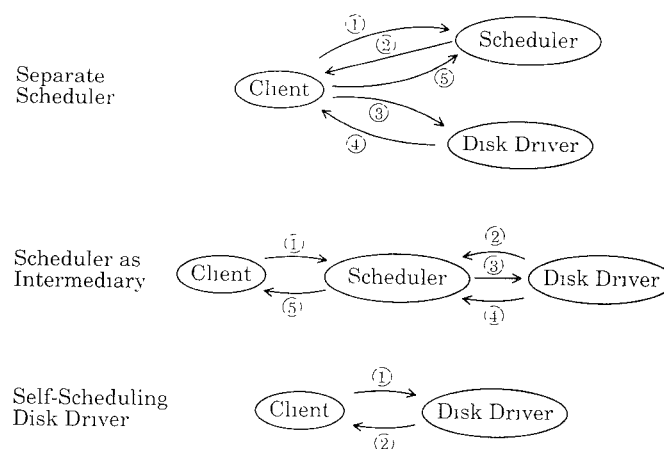 ①
②
Scheduler
Separate
Scheduler
Client
⑤
③
④
Disk Driver
Scheduler as
Intermediary
Client
①
⑤
Scheduler
②
③
④
Disk Driver
Self-Scheduling
Disk Driver
Client
①
②
Disk Driver